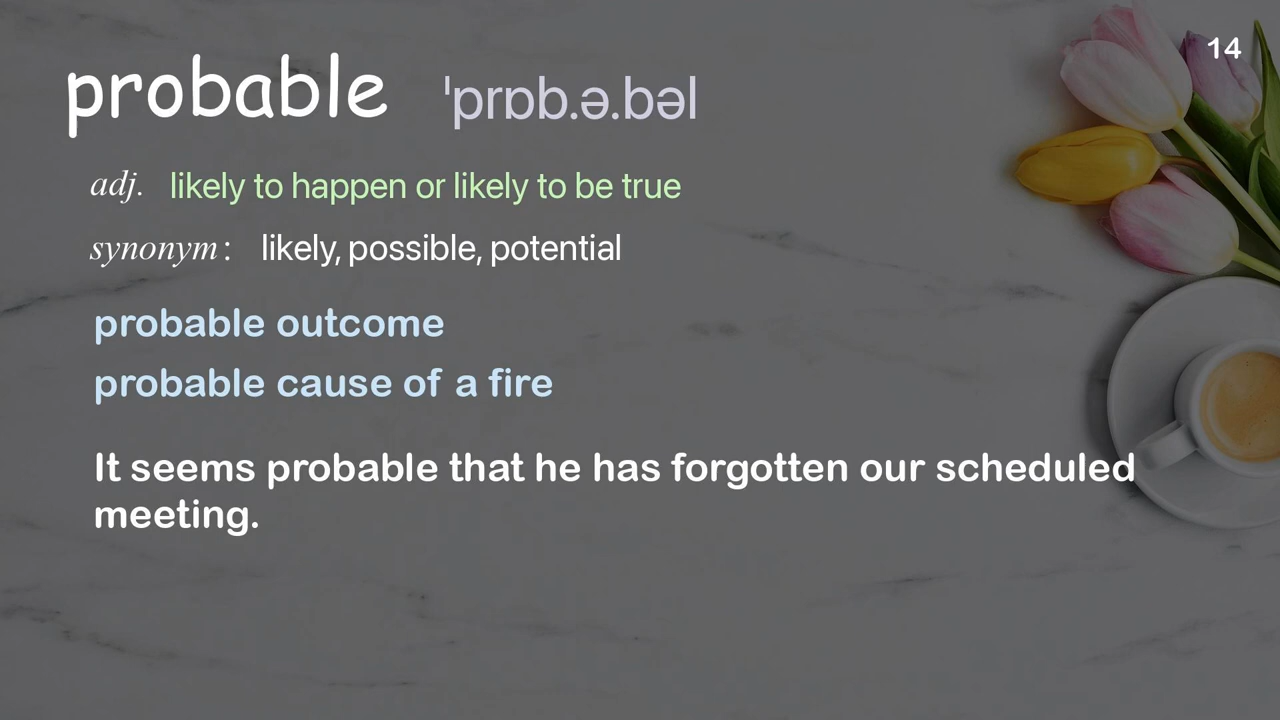 14
probable ˈprɒb.ə.bəl
adj. likely to happen or likely to be true
synonym: likely, possible, potential
probable outcome
probable cause of a fire
It seems probable that he has forgotten our scheduled
meeting.